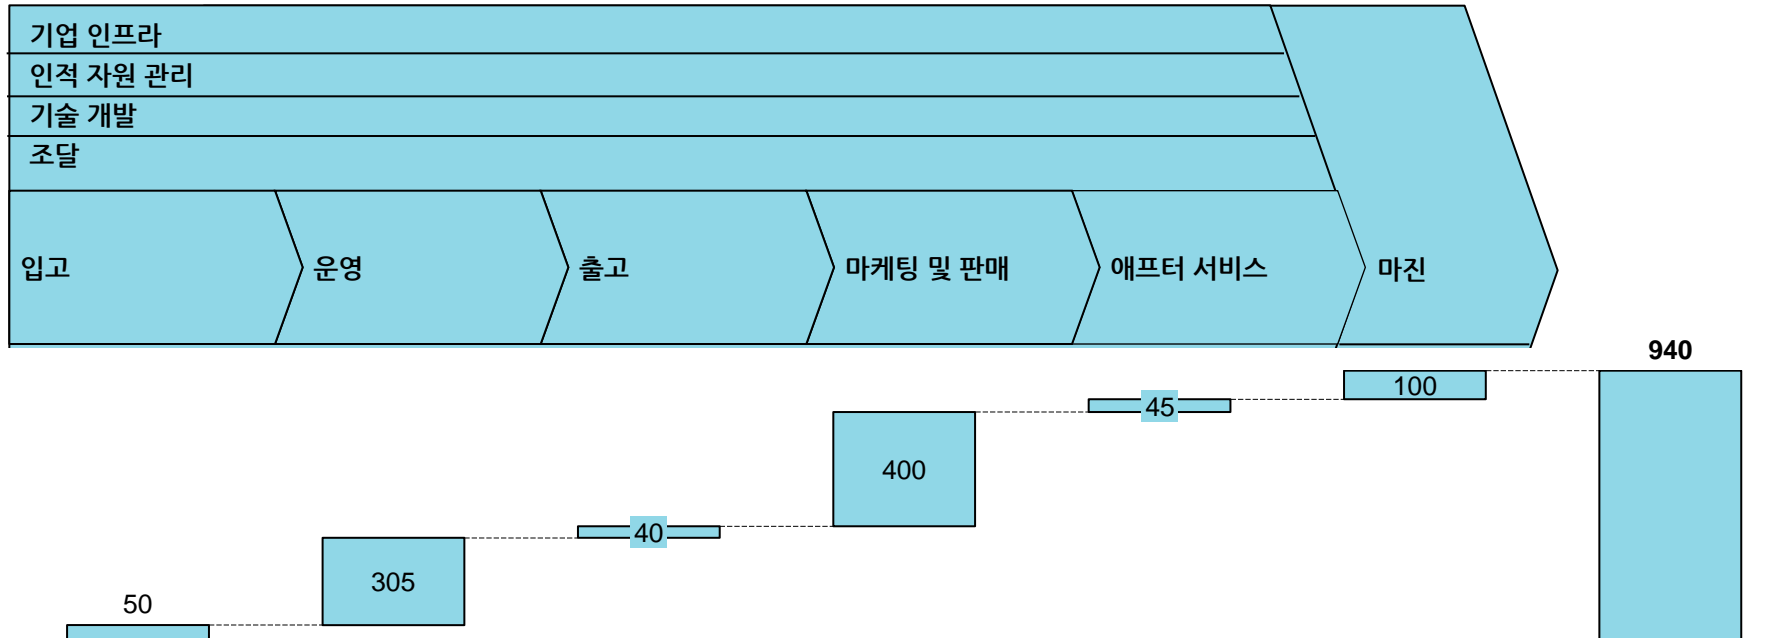 기업 인프라
인적 자원 관리
기술 개발
조달
입고
운영
출고
마케팅 및 판매
애프터 서비스
마진
940
100
45
400
40
305
50